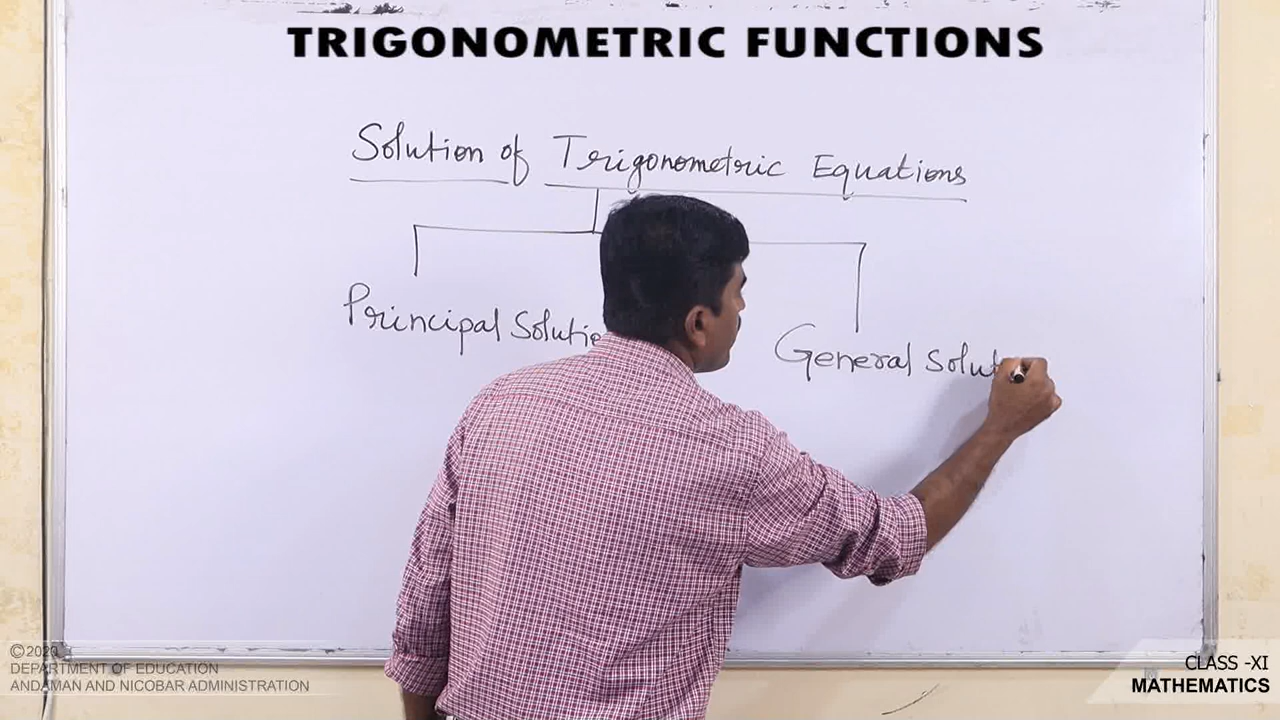 TRIGONOMETRIC FUNCTIONS
Solution of Trigonometric Equations
Principal Solutio
General Solut
©2020
DEPARTMENT OF EDUCATION
ANDAMAN AND NICOBAR ADMINISTRATION
CLASS -XI
MATHEMATICS